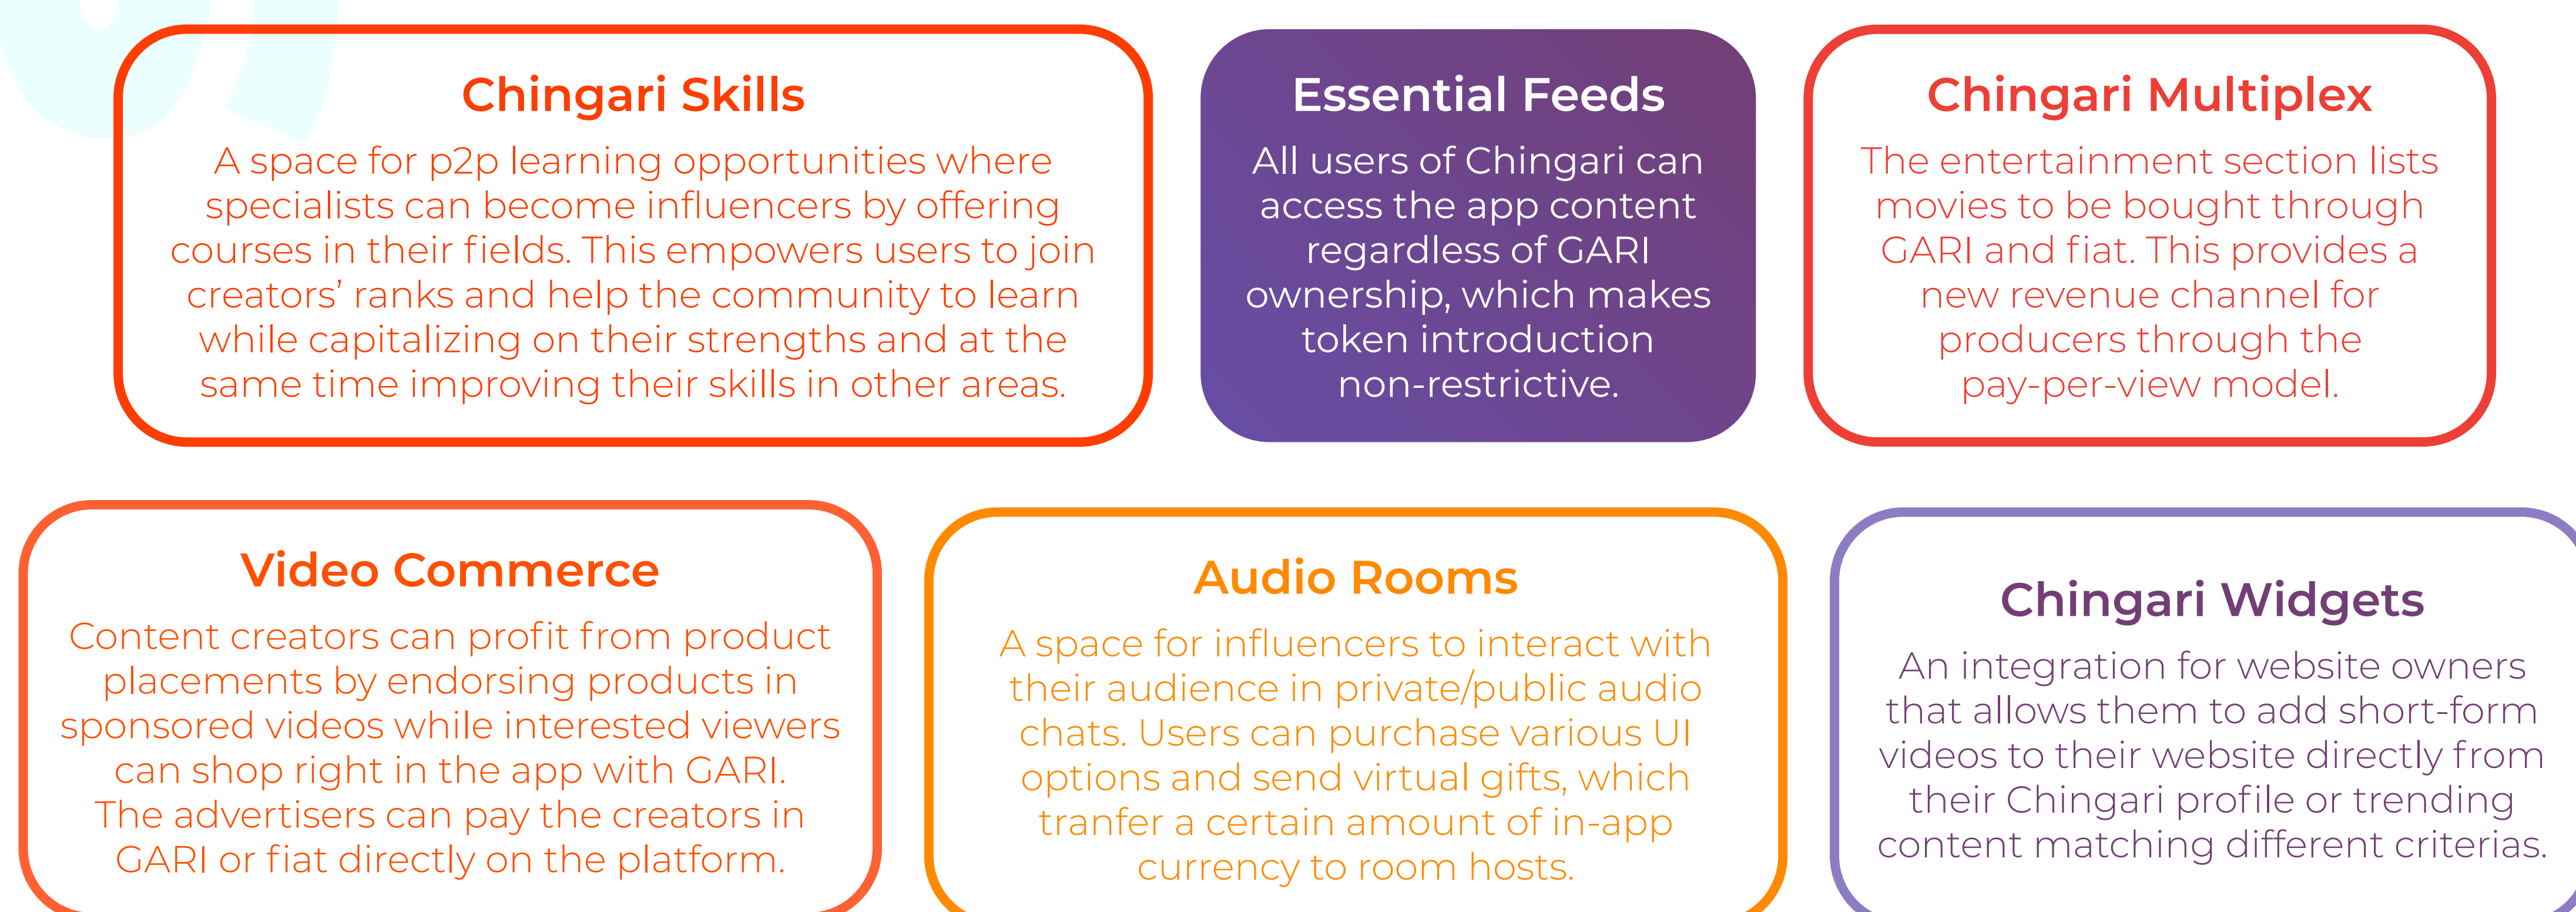 Chingari Skills
A space for p2p learning opportunities where
specialists can become influencers by offering
courses in their fields. This empowers users to join
creators’ ranks and help the community to learn
while capitalizing on their strengths and at the
same time improving their skills in other areas.
Essential Feeds
All users of Chingari can
access the app content
regardless of GARI
ownership, which makes
token introduction
non-restrictive.
Chingari Multiplex
The entertainment section lists
movies to be bought through
GARI and fiat. This provides a
new revenue channel for
producers through the
pay-per-view model.
Video Commerce
Content creators can profit from product
placements by endorsing products in
sponsored videos while interested viewers
can shop right in the app with GARI.
The advertisers can pay the creators in
GARI or fiat directly on the platform.
Audio Rooms
A space for influencers to interact with
their audience in private/public audio
chats. Users can purchase various UI
options and send virtual gifts, which
tranfer a certain amount of in-app
currency to room hosts.
Chingari Widgets
An integration for website owners
that allows them to add short-form
videos to their website directly from
their Chingari profile or trending
content matching different criterias.